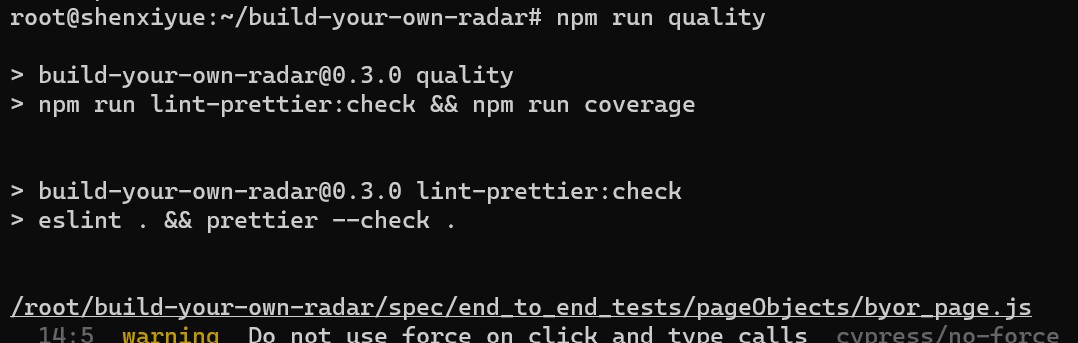 root@shenxiyue:~/build-your-own-radar# npm run quality
> build-your-own-radar@0.3.0 quality
> npm run lint-prettier:check && npm run coverage
> build-your-own-radar@0.3.0 lint-prettier:check
> eslint . && prettier --check .
/root/build-your-own-radar/spec/end_to_end_tests/pageObjects/byor_page.js
14:5  warning  Do not use force on click and type calls  cypress/no-force